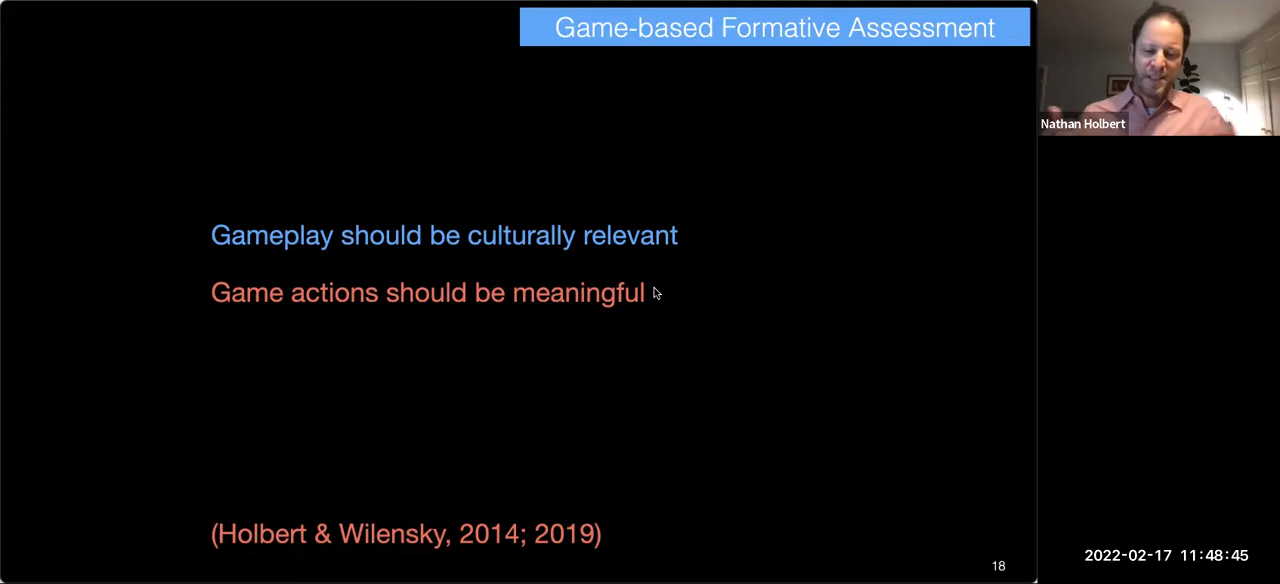 Game-based Formative Assessment
Nathan Holbert
Gameplay should be culturally relevant
Game actions should be meaningful
(Holbert & Wilensky, 2014; 2019)
18
2022-02-17 11:48:45